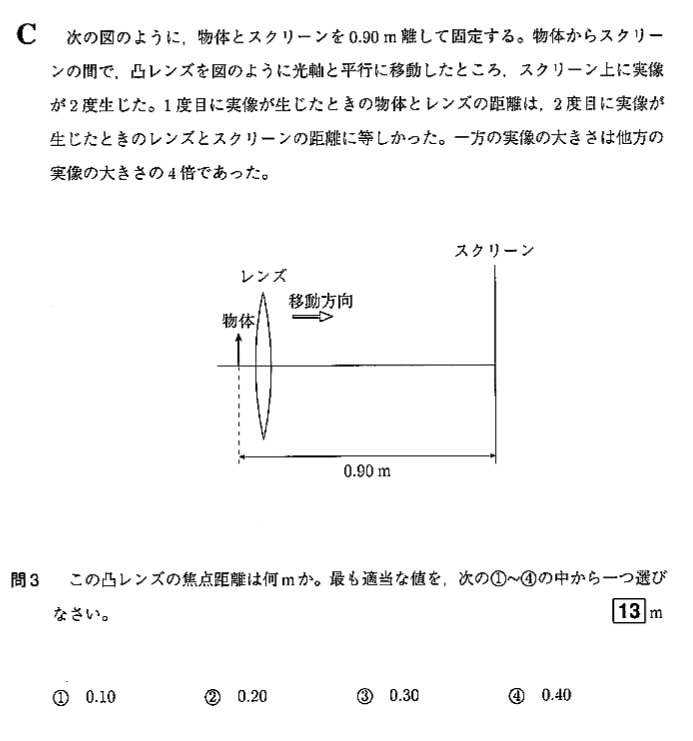 C 次の図のように，物体とスクリーンを0.90 m 離して固定する。物体からスクリー
ンの間で，凸レンズを図のように光軸と平行に移動したところ，スクリーン上に実像
が2度生じた。1度目に実像が生じたときの物体とレンズの距離は，2度目に実像が
生じたときのレンズとスクリーンの距離に等しかった。一方の実像の大きさは他方の
実像の大きさの4倍であった。
スクリーン
レンズ
移動方向
物体
0.90 m
問3 この凸レンズの焦点距離は何mか。最も適当な値を，次の①～④の中から一つ選び
なさい。 13 m
① 0.10 ② 0.20 ③ 0.30 ④ 0.40